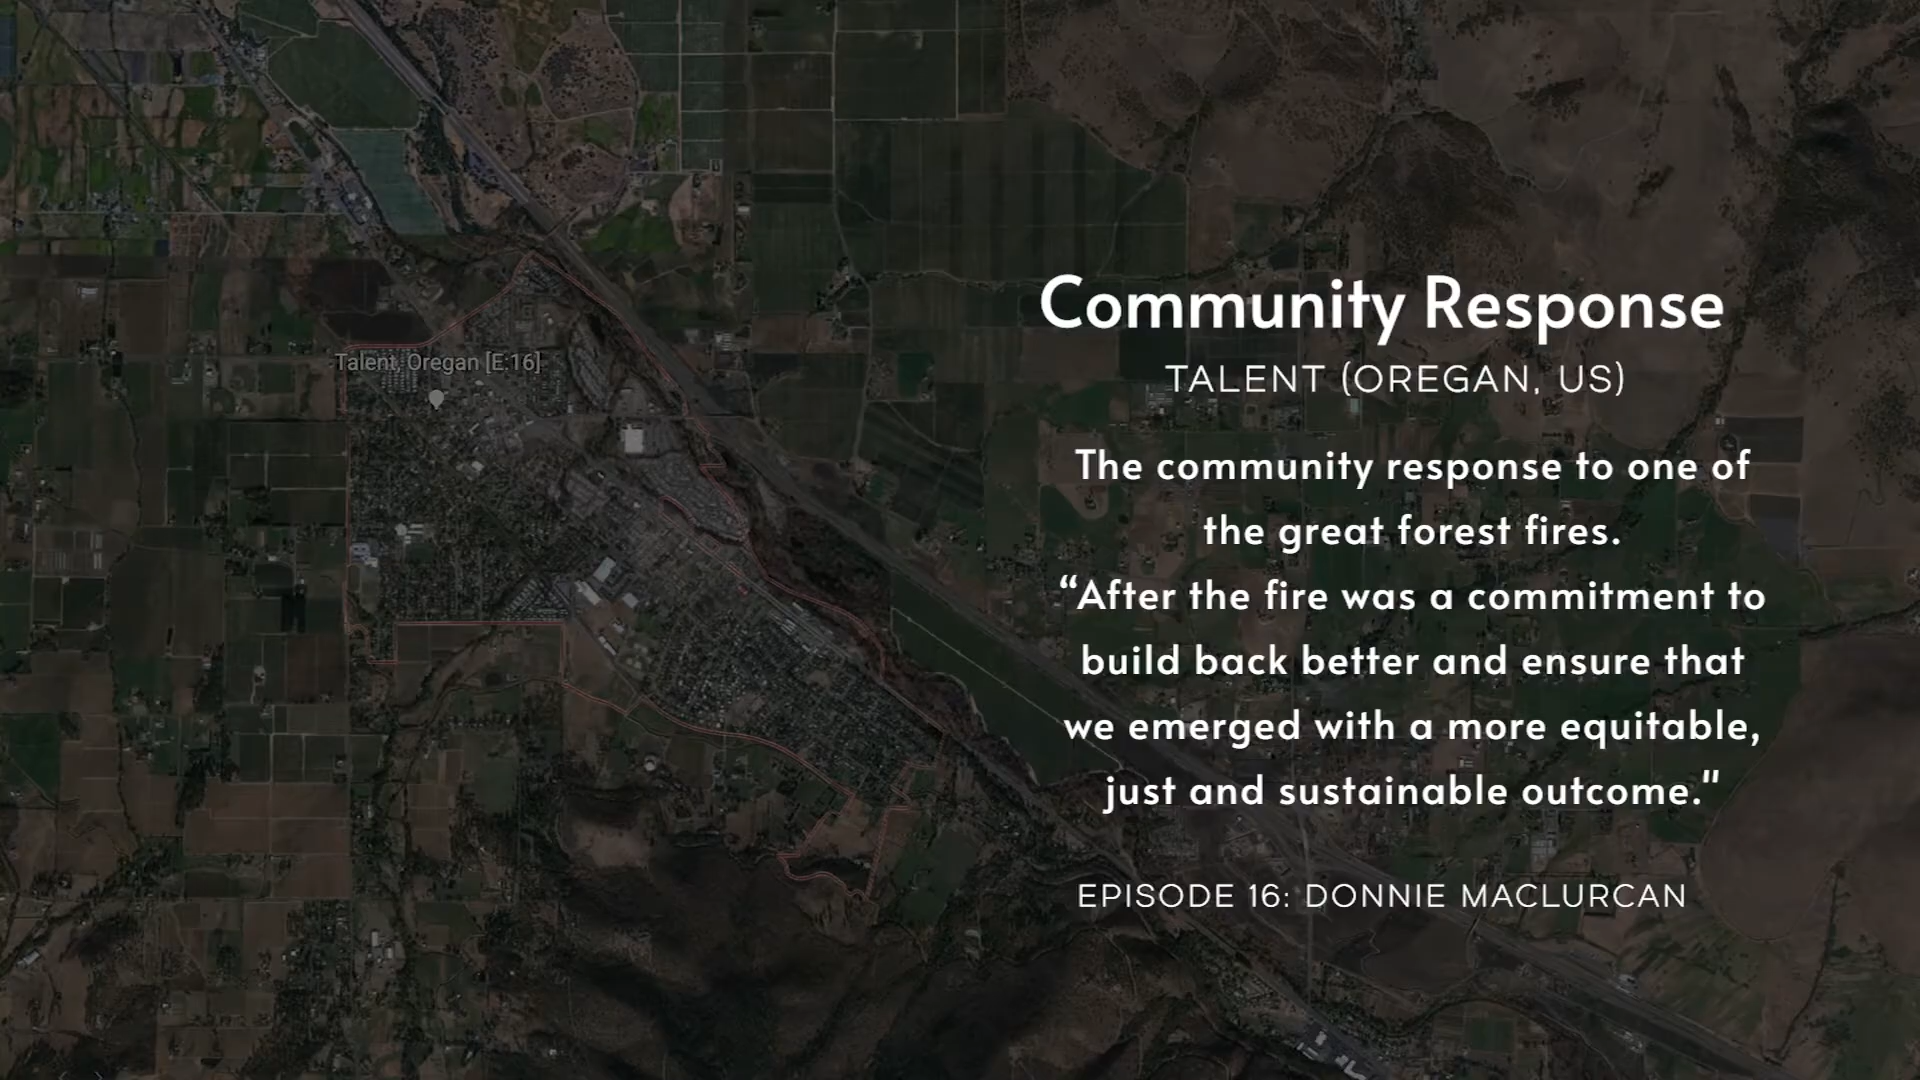 Community Response
TALENT (OREGAN, US)
Talent, Oregan [E:16]
The community response to one of
the great forest fires.
“After the fire was a commitment to
build back better and ensure that
we emerged with a more equitable,
just and sustainable outcome."
EPISODE 16: DONNIE MACLURCAN